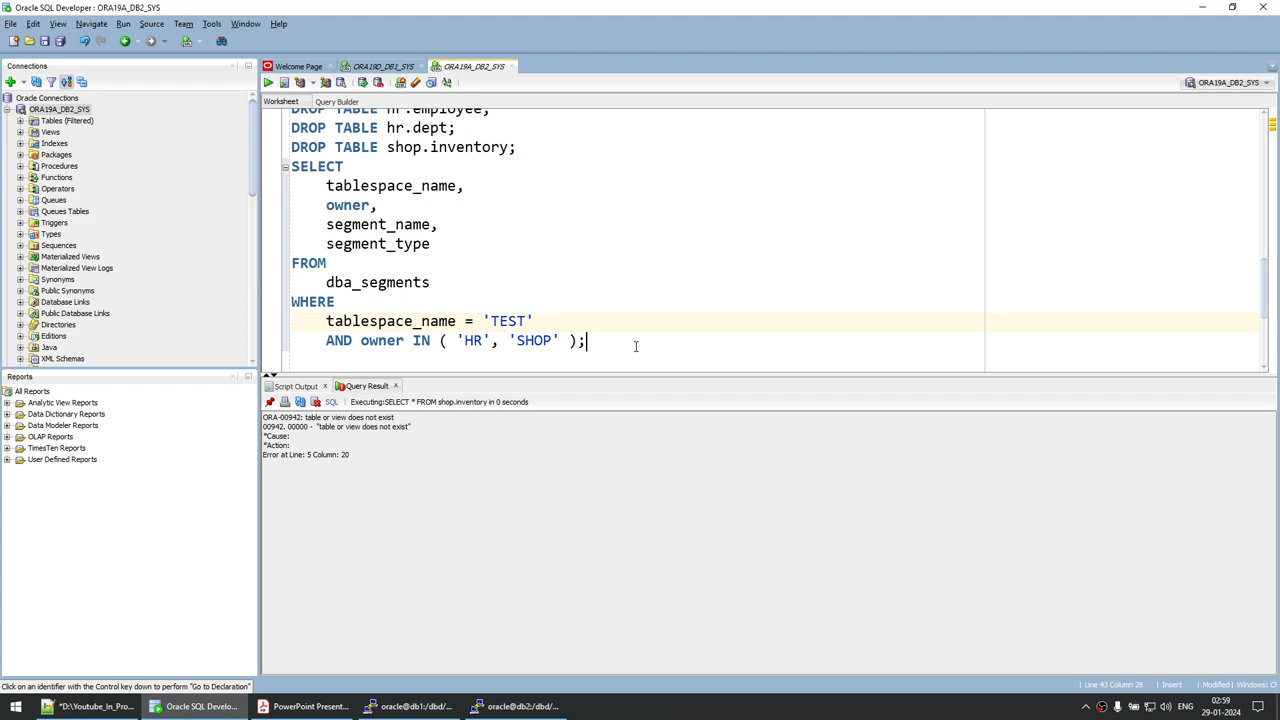 Oracle SQL Developer : ORA19A_DB2_SYS
File Edit View Navigate Run Source Team Tools Window Help
Connections
Oracle Connections
ORA19A_DB2_SYS
Tables (Filtered)
Views
Indexes
Packages
Procedures
Functions
Operators
Queues
Queues Tables
Triggers
Types
Sequences
Materialized Views
Materialized View Logs
Synonyms
Public Synonyms
Database Links
Public Database Links
Directories
Editions
Java
XML Schemas
Reports
All Reports
Analytic View Reports
Data Dictionary Reports
Data Modeler Reports
OLAP Reports
TimesTen Reports
User Defined Reports
Welcome Page ORA19D_DB1_SYS ORA19A_DB2_SYS
ORA19A_DB2_SYS
Worksheet Query Builder
DROP TABLE hr.employee;
DROP TABLE hr.dept;
DROP TABLE shop.inventory;
SELECT
tablespace_name,
owner,
segment_name,
segment_type
FROM
dba_segments
WHERE
tablespace_name = 'TEST'
AND owner IN ( 'HR', 'SHOP' );
Script Output Query Result
SQL Executing:SELECT * FROM shop.inventory in 0 seconds
ORA-00942: table or view does not exist
00942. 00000 - "table or view does not exist"
*Cause:
*Action:
Error at Line: 5 Column: 20
Click on an identifier with the Control key down to perform "Go to Declaration"
Line 43 Column 28 Insert Modified Windows: CF
*D:\Youtube_In_Pro... Oracle SQL Develo... PowerPoint Present... oracle@db1:/dbd/... oracle@db2:/dbd/...
ENG
02:59
29-01-2024